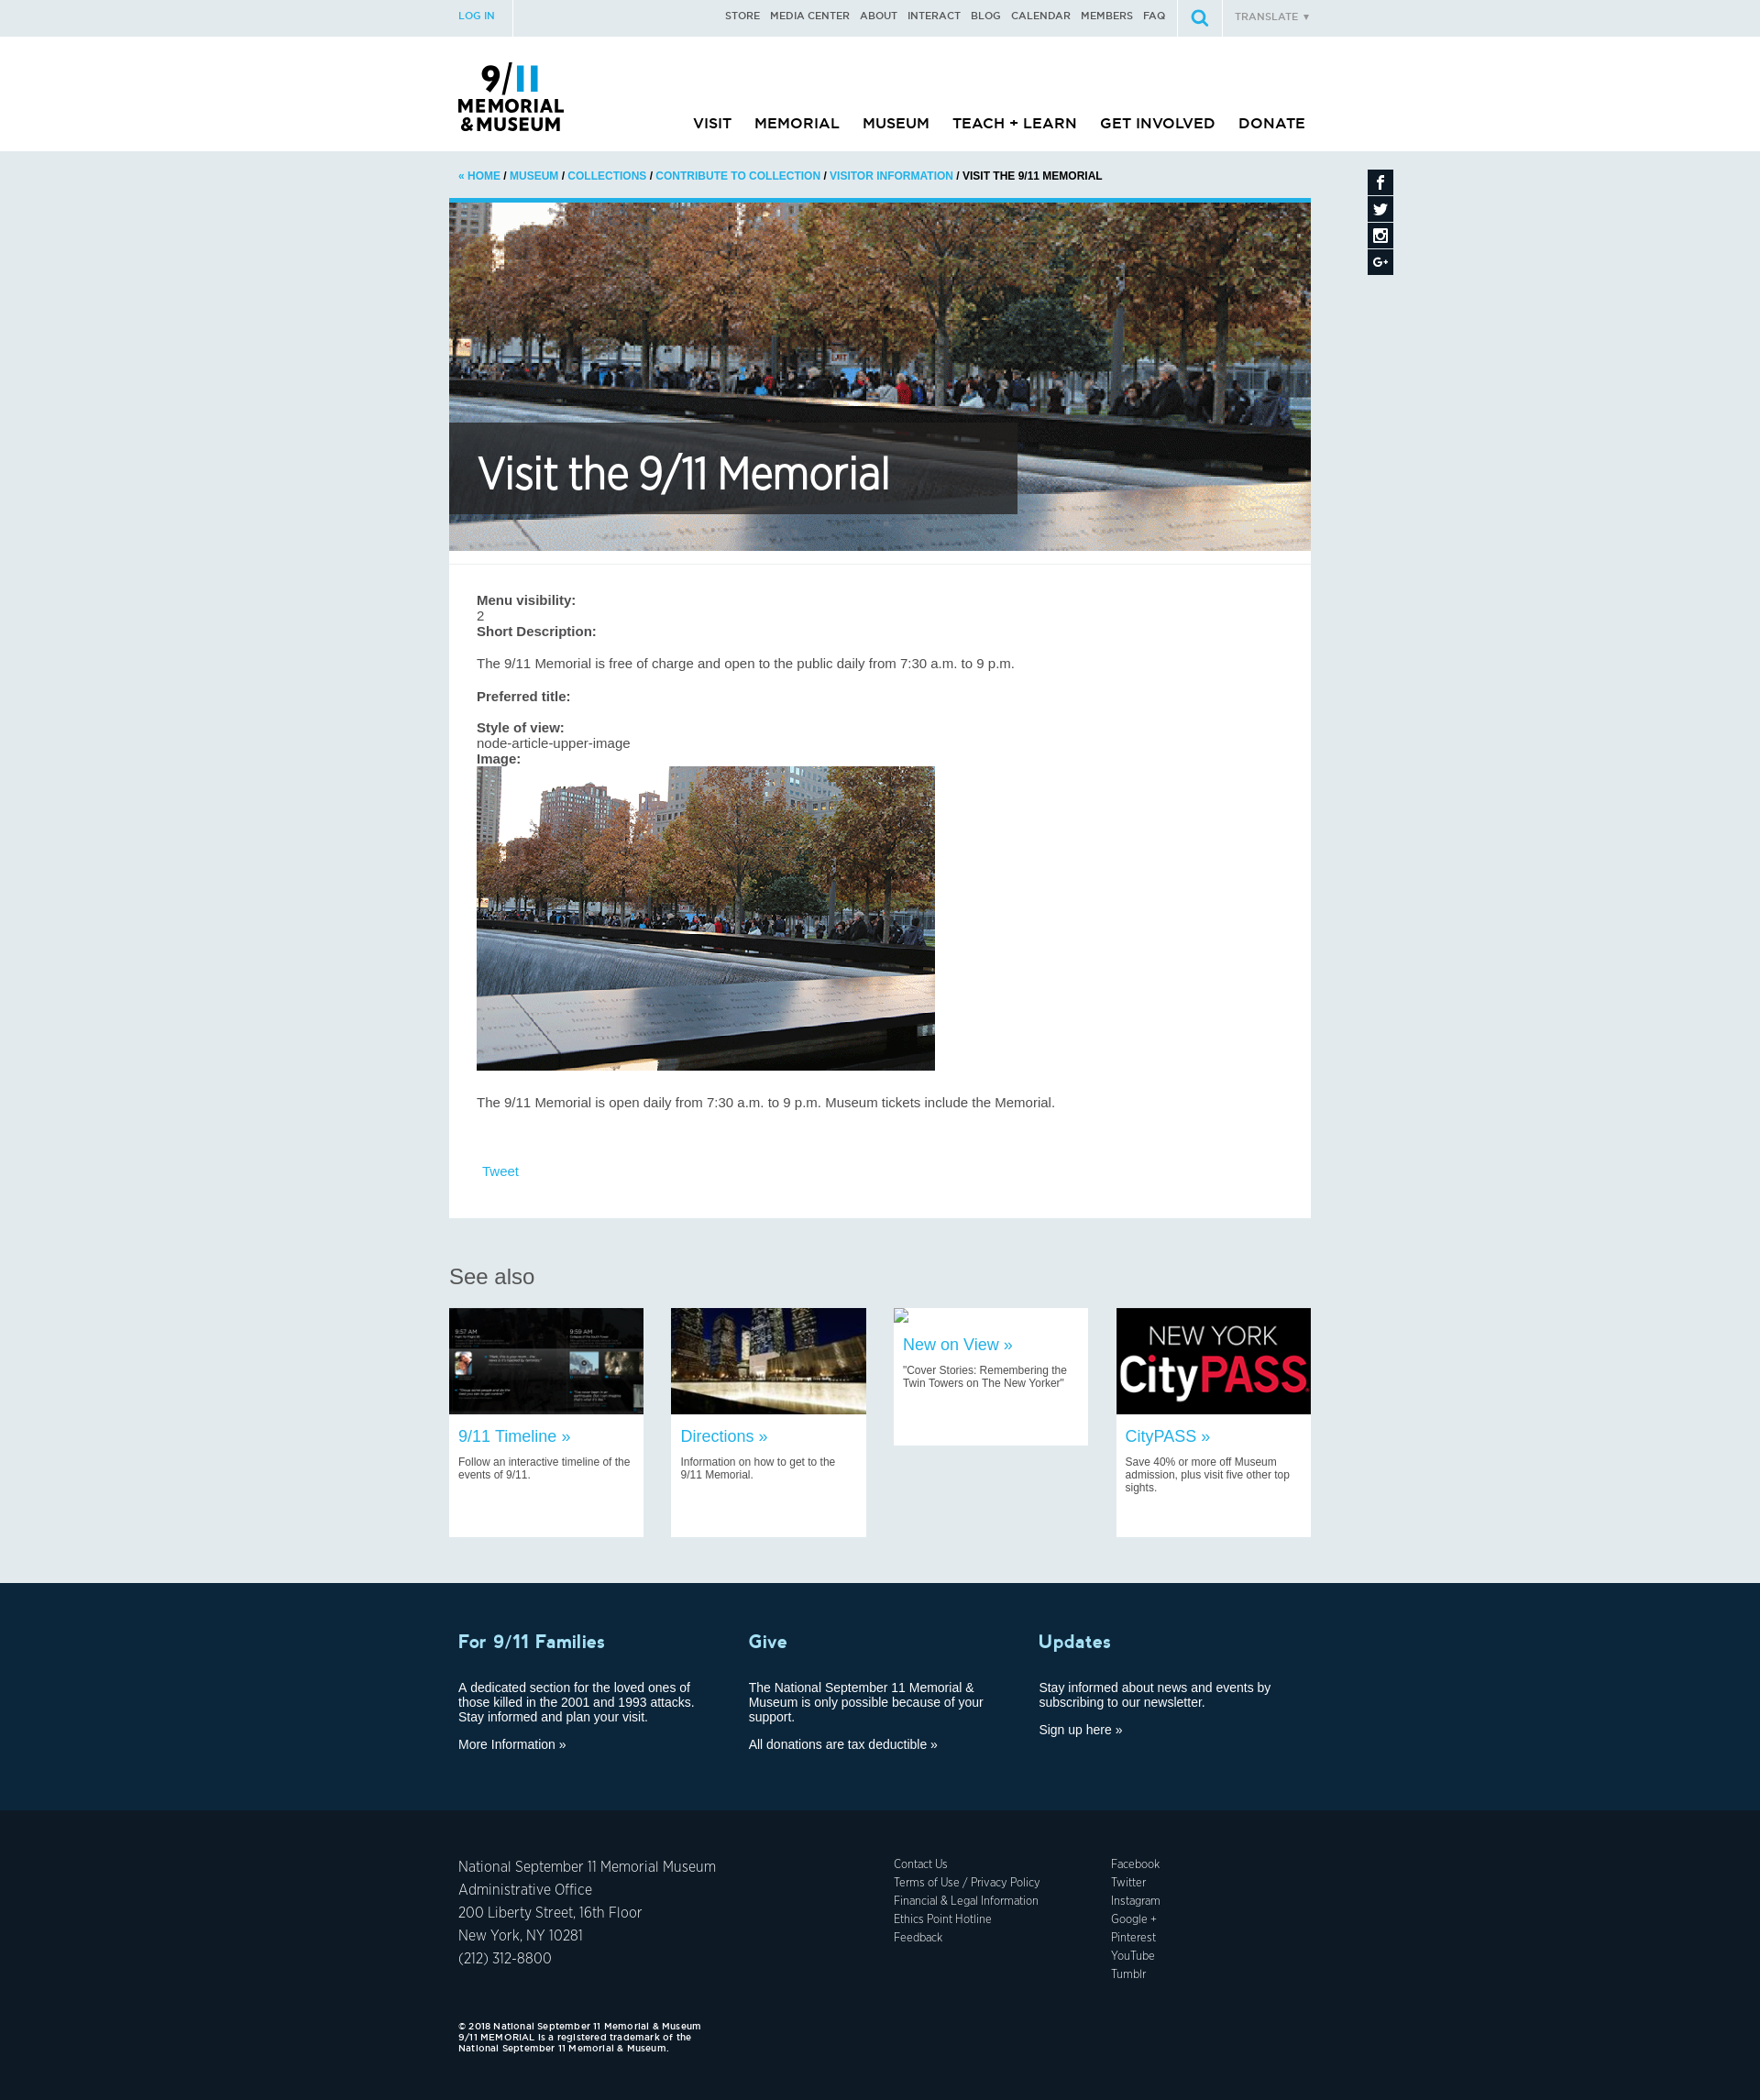 LOG IN
STORE MEDIA CENTER ABOUT INTERACT BLOG CALENDAR MEMBERS FAQ
TRANSLATE ▼
9/11
MEMORIAL
&MUSEUM
VISIT MEMORIAL MUSEUM TEACH + LEARN GET INVOLVED DONATE
« HOME / MUSEUM / COLLECTIONS / CONTRIBUTE TO COLLECTION / VISITOR INFORMATION / VISIT THE 9/11 MEMORIAL
Visit the 9/11 Memorial
Menu visibility:
2
Short Description:
The 9/11 Memorial is free of charge and open to the public daily from 7:30 a.m. to 9 p.m.
Preferred title:
Style of view:
node-article-upper-image
Image:
The 9/11 Memorial is open daily from 7:30 a.m. to 9 p.m. Museum tickets include the Memorial.
Tweet
See also
9:57 AM
9:59 AM
9/11 Timeline »
Follow an interactive timeline of the
events of 9/11.
Directions »
Information on how to get to the
9/11 Memorial.
New on View »
"Cover Stories: Remembering the
Twin Towers on The New Yorker"
NEW YORK
CityPASS
CityPASS »
Save 40% or more off Museum
admission, plus visit five other top
sights.
For 9/11 Families
A dedicated section for the loved ones of
those killed in the 2001 and 1993 attacks.
Stay informed and plan your visit.
More Information »
Give
The National September 11 Memorial &
Museum is only possible because of your
support.
All donations are tax deductible »
Updates
Stay informed about news and events by
subscribing to our newsletter.
Sign up here »
National September 11 Memorial Museum
Administrative Office
200 Liberty Street, 16th Floor
New York, NY 10281
(212) 312-8800
Contact Us
Terms of Use / Privacy Policy
Financial & Legal Information
Ethics Point Hotline
Feedback
Facebook
Twitter
Instagram
Google +
Pinterest
YouTube
Tumblr
© 2018 National September 11 Memorial & Museum
9/11 MEMORIAL is a registered trademark of the
National September 11 Memorial & Museum.